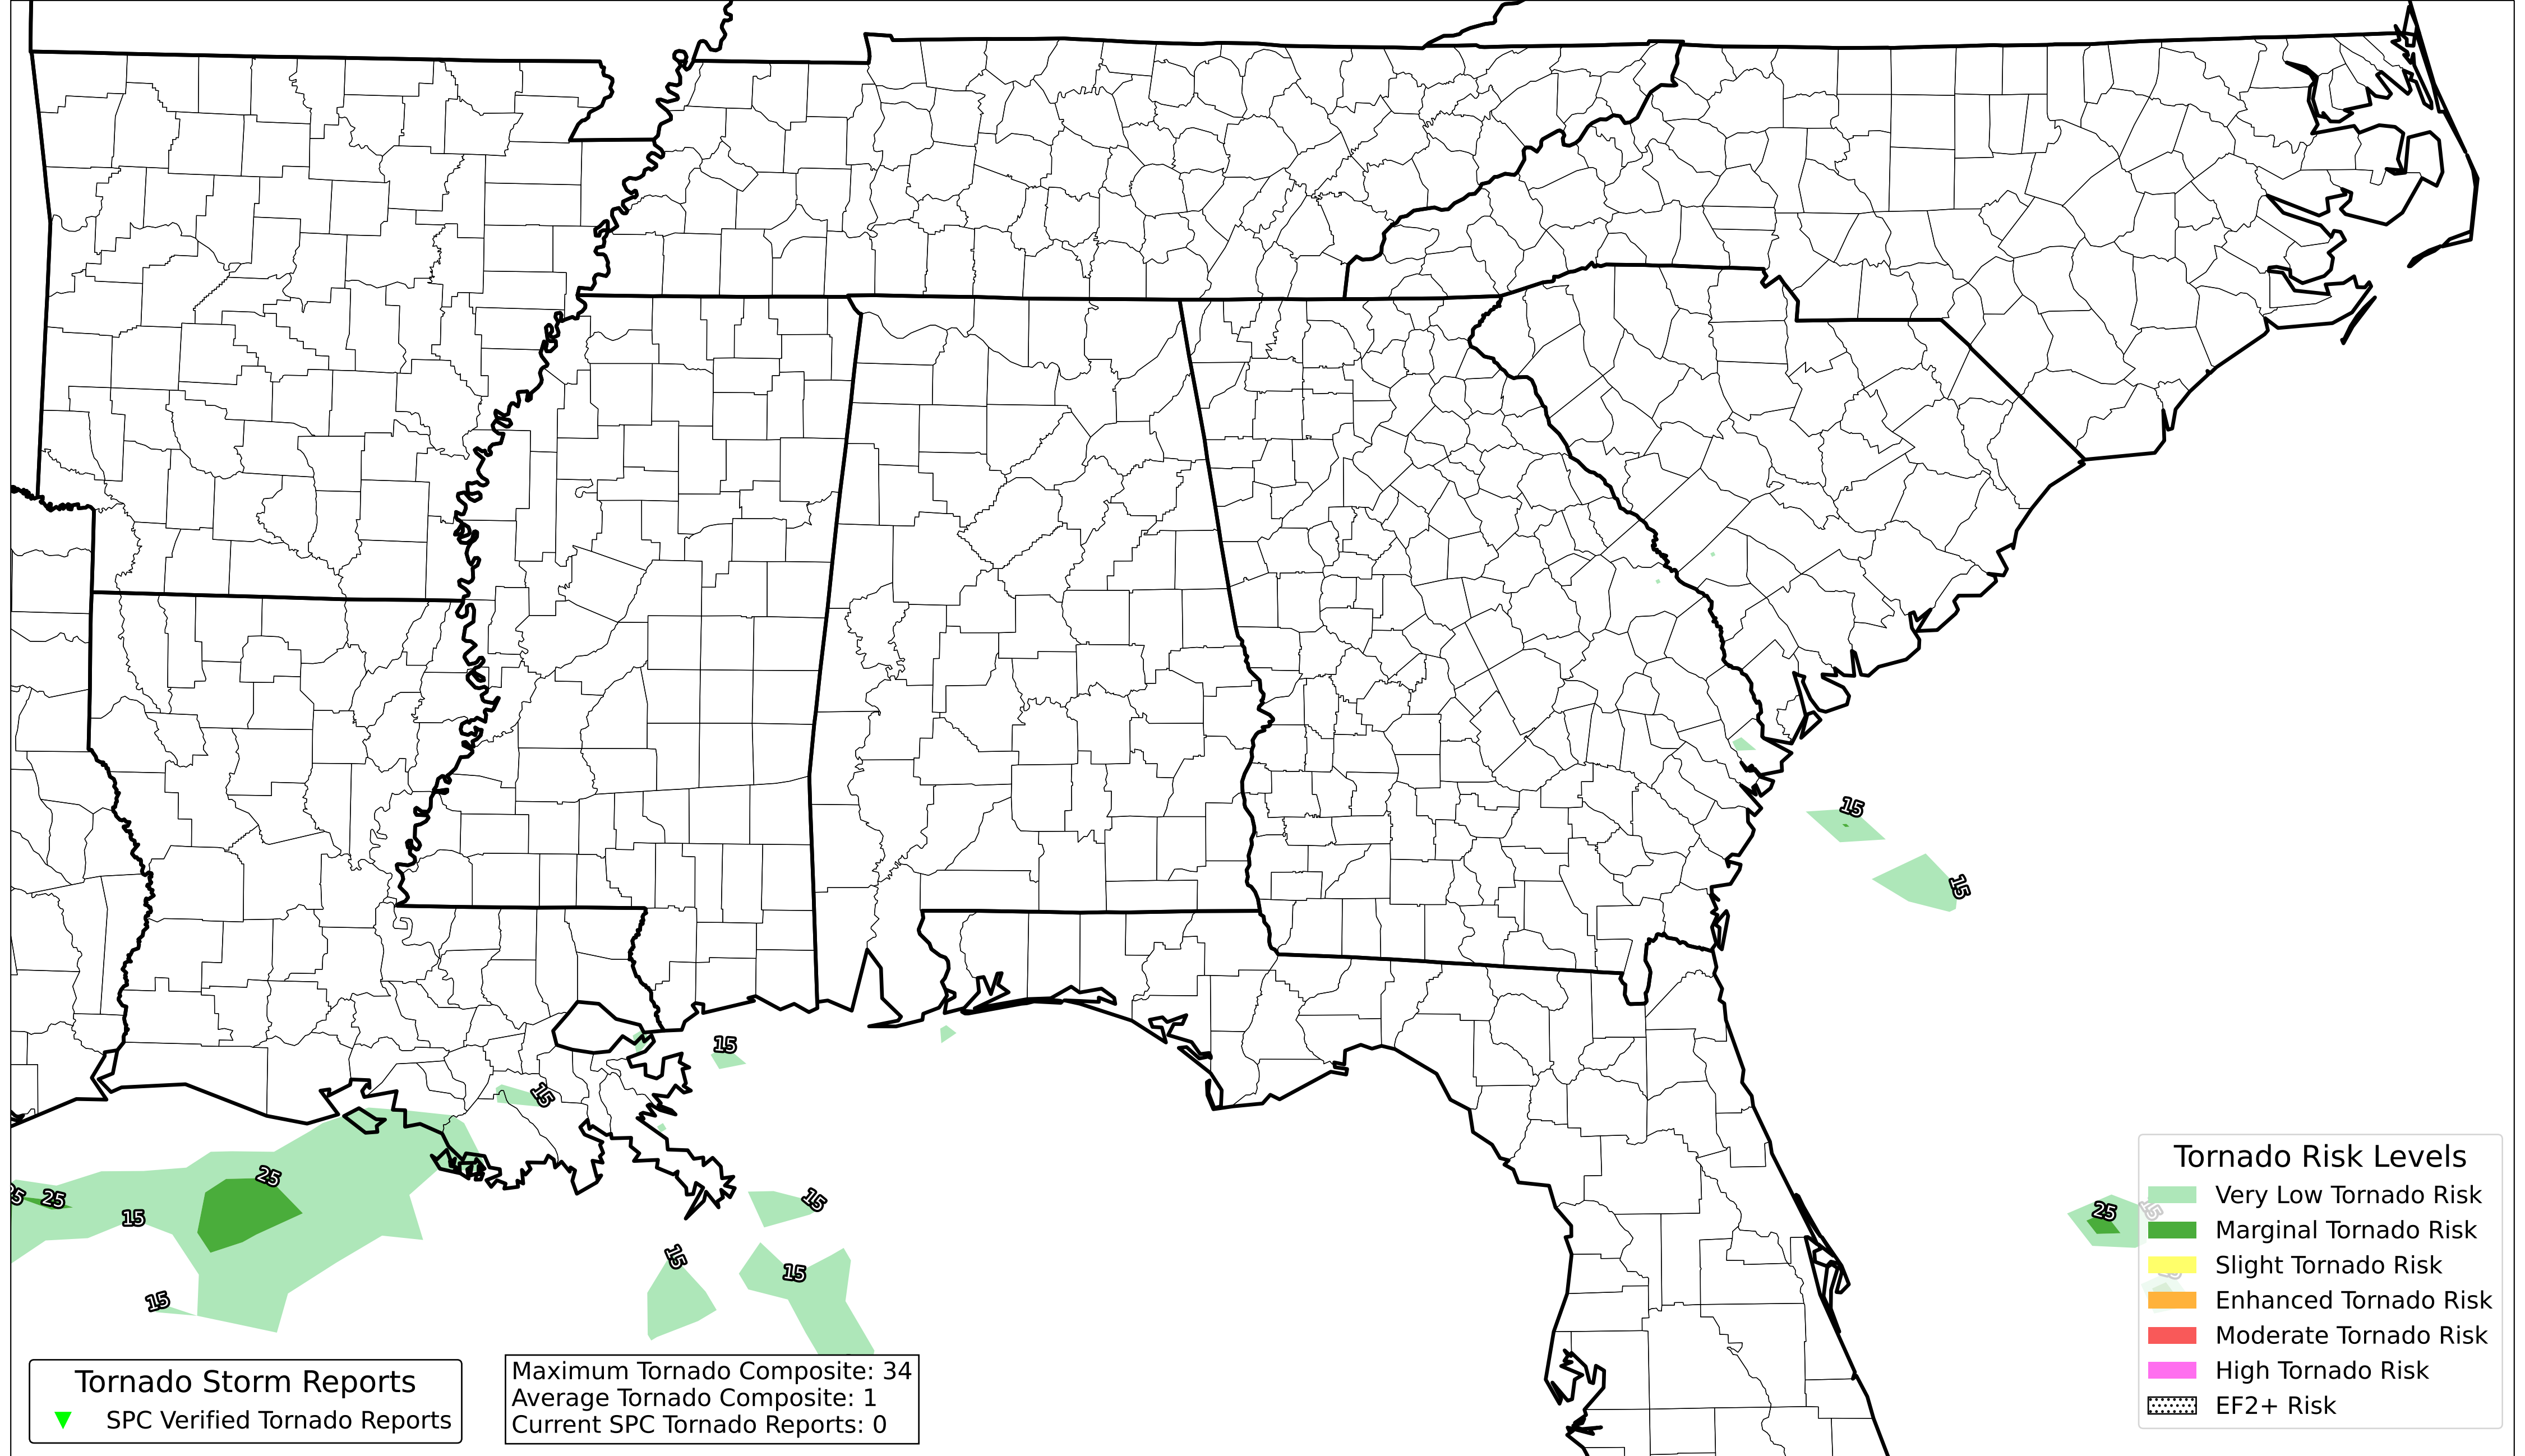 15
15
15
15
25
25
15
15
15
15
15
15
25
15
Tornado Risk Levels
Very Low Tornado Risk
Marginal Tornado Risk
Slight Tornado Risk
Enhanced Tornado Risk
Moderate Tornado Risk
High Tornado Risk
EF2+ Risk
Tornado Storm Reports
SPC Verified Tornado Reports
Maximum Tornado Composite: 34
Average Tornado Composite: 1
Current SPC Tornado Reports: 0